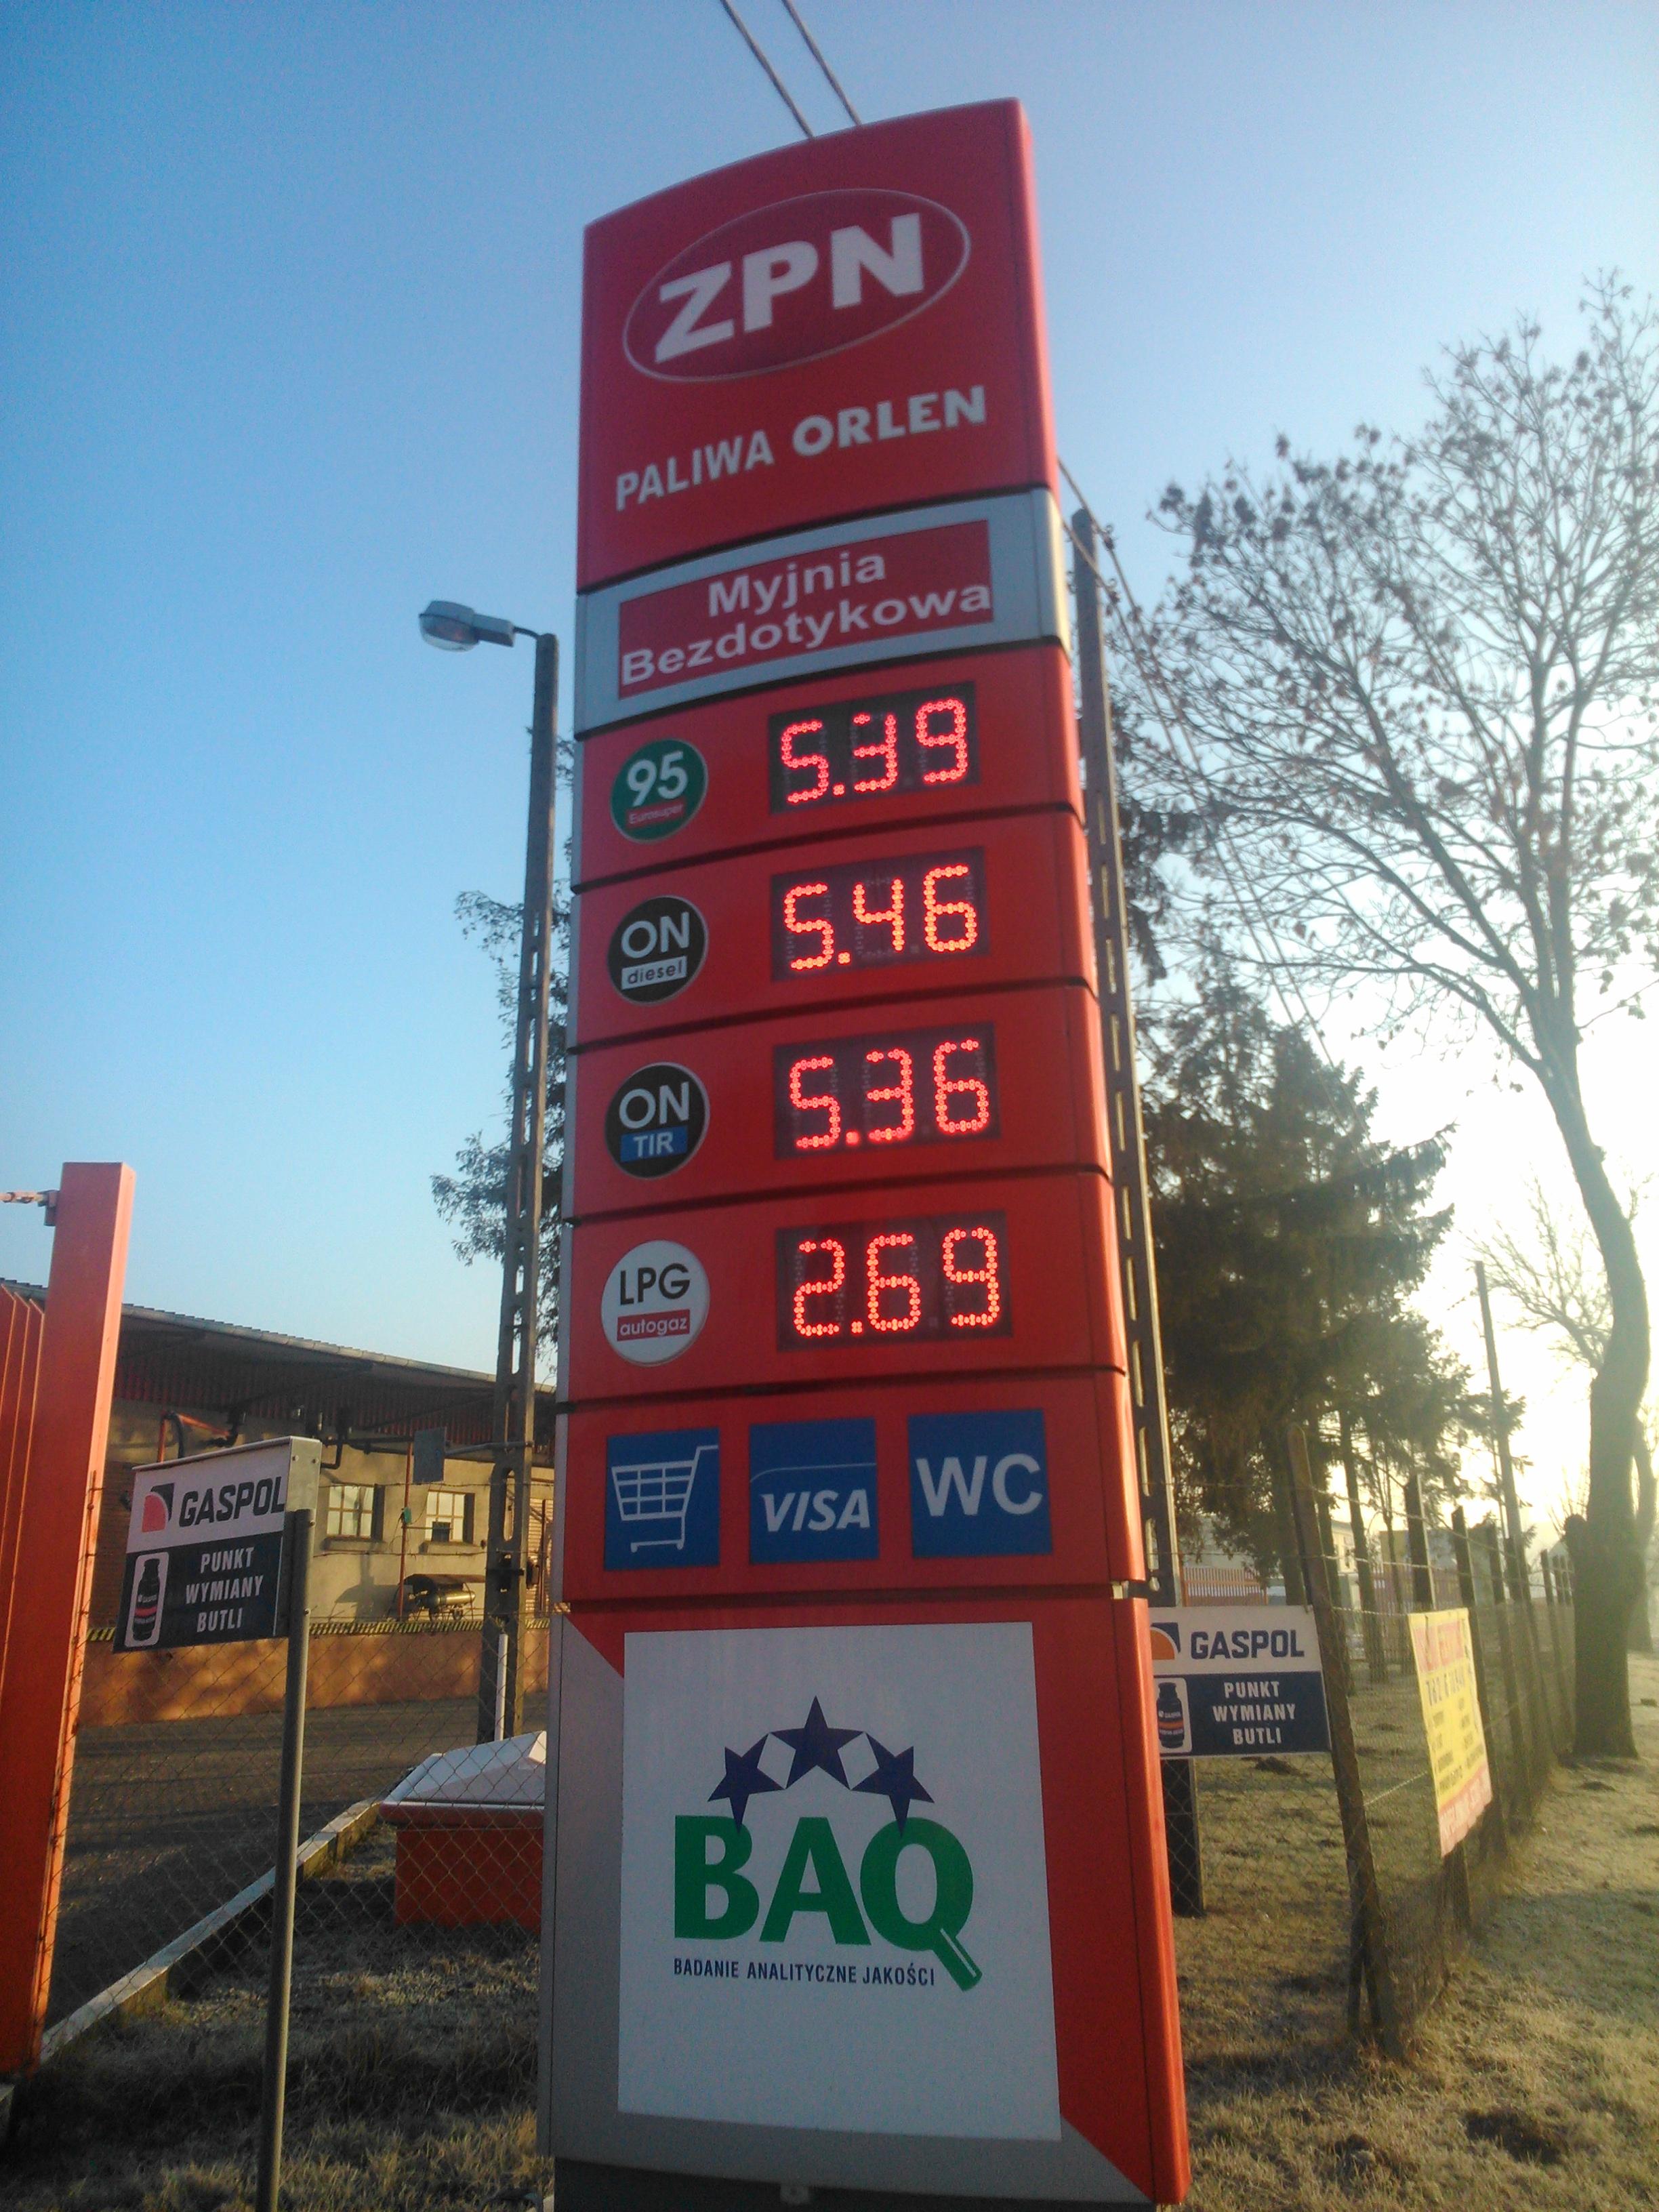 ZPN
PALIWA ORLEN
Myjnia
Bezdotykowa
95
Eurosuper
5.39
ON
diesel
5.46
ON
TIR
5.36
LPG
autogaz
2.69
VISA
WC
BAQ
BADANIE ANALITYCZNE JAKOŚCI
GASPOL
PUNKT
WYMIANY
BUTLI
GASPOL
PUNKT
WYMIANY
BUTLI